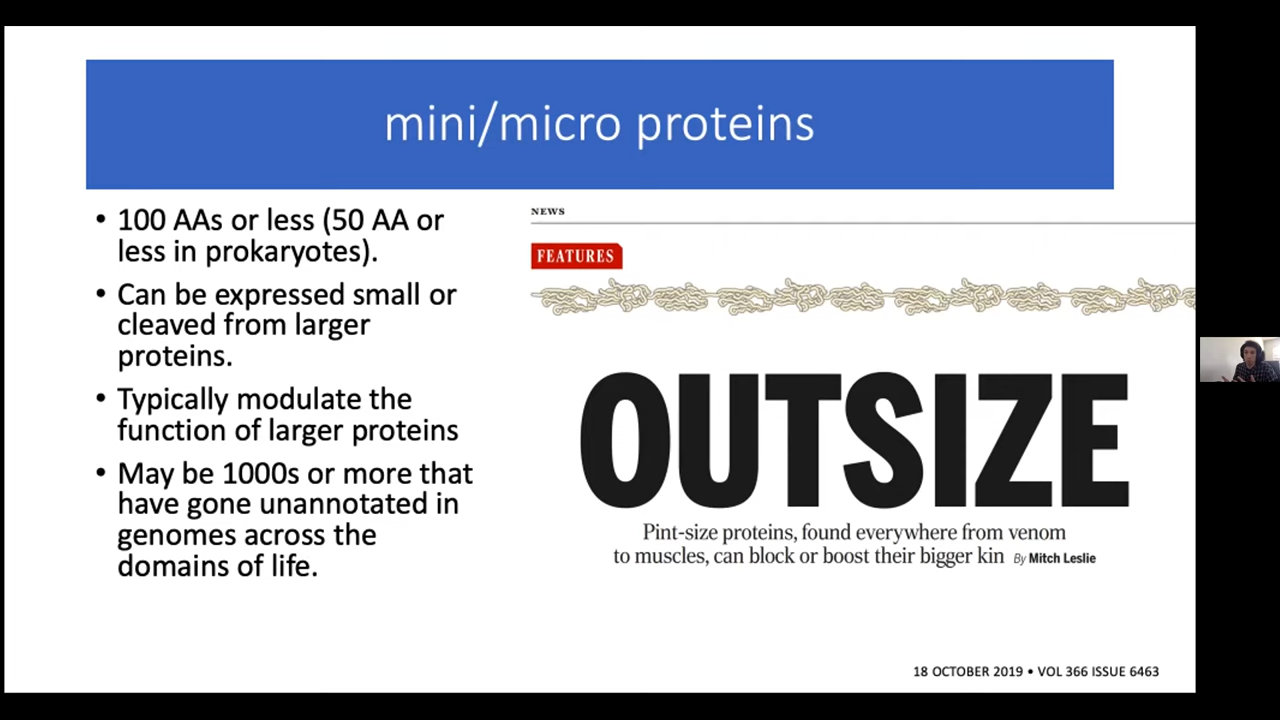 mini/micro proteins
• 100 AAs or less (50 AA or
less in prokaryotes).
• Can be expressed small or
cleaved from larger
proteins.
• Typically modulate the
function of larger proteins
• May be 1000s or more that
have gone unannotated in
genomes across the
domains of life.
NEWS
FEATURES
OUTSIZE
Pint-size proteins, found everywhere from venom
to muscles, can block or boost their bigger kin By Mitch Leslie
18 OCTOBER 2019 • VOL 366 ISSUE 6463